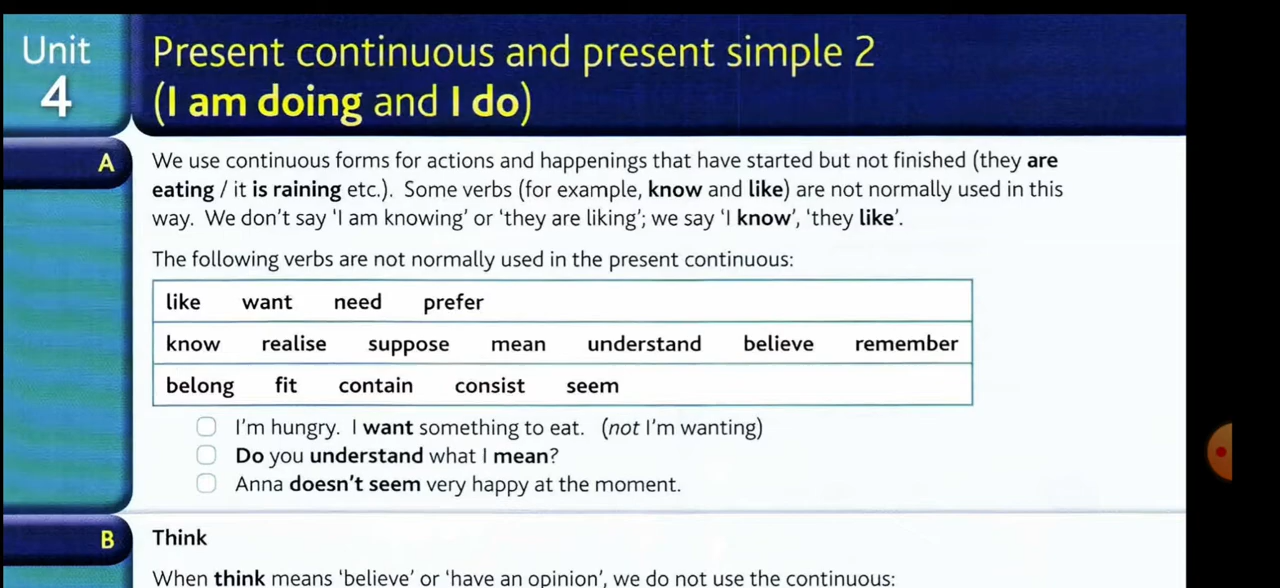 Unit
4
Present continuous and present simple 2
(I am doing and I do)
A
We use continuous forms for actions and happenings that have started but not finished (they are
eating / it is raining etc.). Some verbs (for example, know and like) are not normally used in this
way. We don't say 'I am knowing' or 'they are liking'; we say 'I know', 'they like'.
The following verbs are not normally used in the present continuous:
like want need prefer
know realise suppose mean understand believe remember
belong fit contain consist seem
I'm hungry. I want something to eat. (not I'm wanting)
Do you understand what I mean?
Anna doesn't seem very happy at the moment.
B
Think
When think means 'believe' or 'have an opinion', we do not use the continuous: